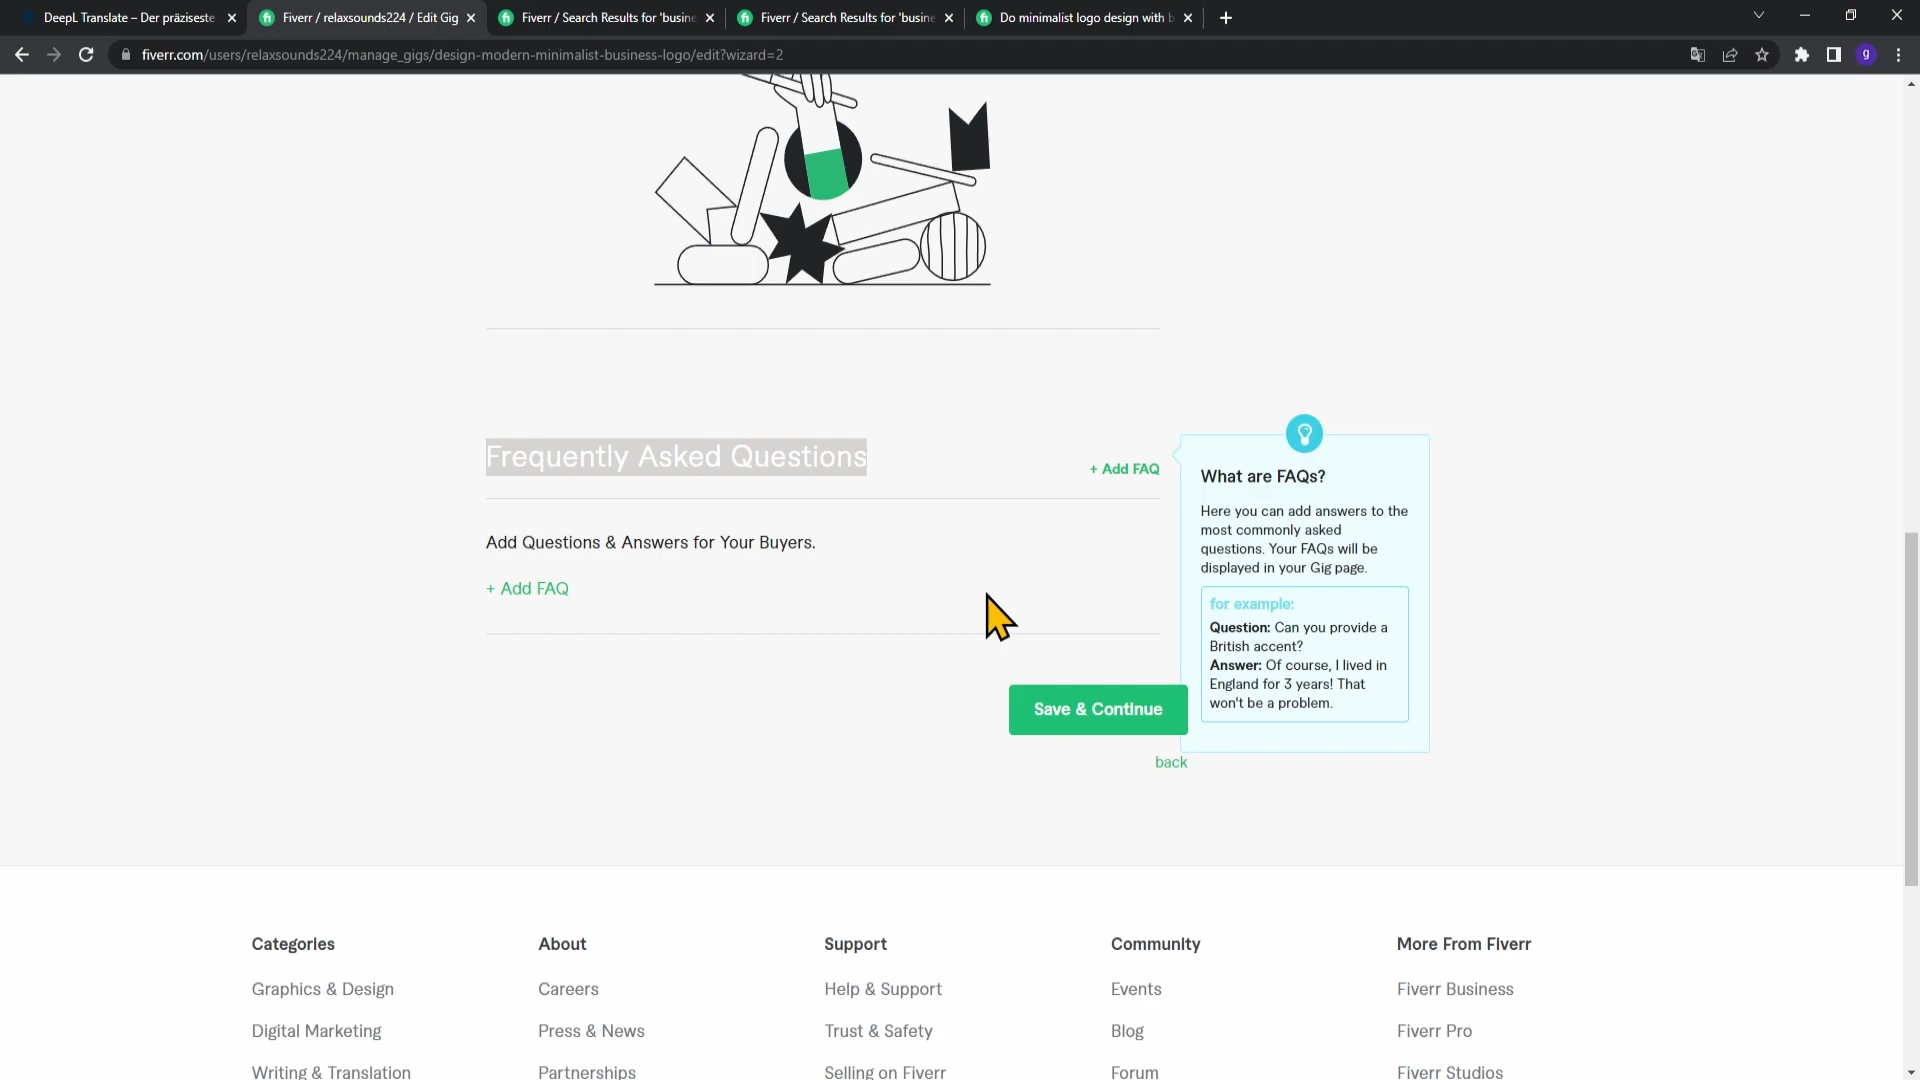 DeepL Translate – Der präziseste
Fiverr / relaxsounds224 / Edit Gig
Fiverr / Search Results for 'busine
Fiverr / Search Results for 'busine
Do minimalist logo design with b
fiverr.com/users/relaxsounds224/manage_gigs/design-modern-minimalist-business-logo/edit?wizard=2
g
Frequently Asked Questions
+ Add FAQ
Add Questions & Answers for Your Buyers.
+ Add FAQ
What are FAQs?
Here you can add answers to the
most commonly asked
questions. Your FAQs will be
displayed in your Gig page.
for example:
Question: Can you provide a
British accent?
Answer: Of course, I lived in
England for 3 years! That
won't be a problem.
Save & Continue
back
Categories
Graphics & Design
Digital Marketing
Writing & Translation
About
Careers
Press & News
Partnerships
Support
Help & Support
Trust & Safety
Selling on Fiverr
Community
Events
Blog
Forum
More From Fiverr
Fiverr Business
Fiverr Pro
Fiverr Studios